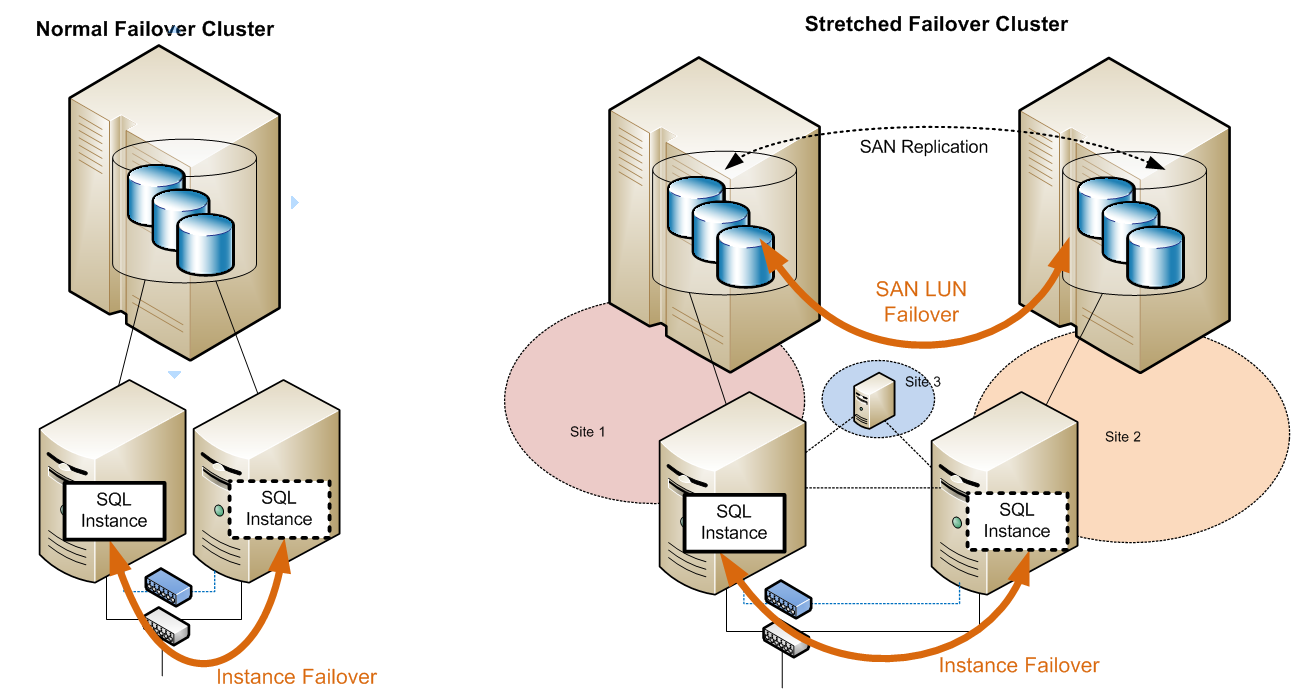 Normal Failover Cluster
SQL
Instance
SQL
Instance
Instance Failover
Stretched Failover Cluster
SAN Replication
SAN LUN
Failover
Site 3
Site 1
Site 2
SQL
Instance
SQL
Instance
Instance Failover